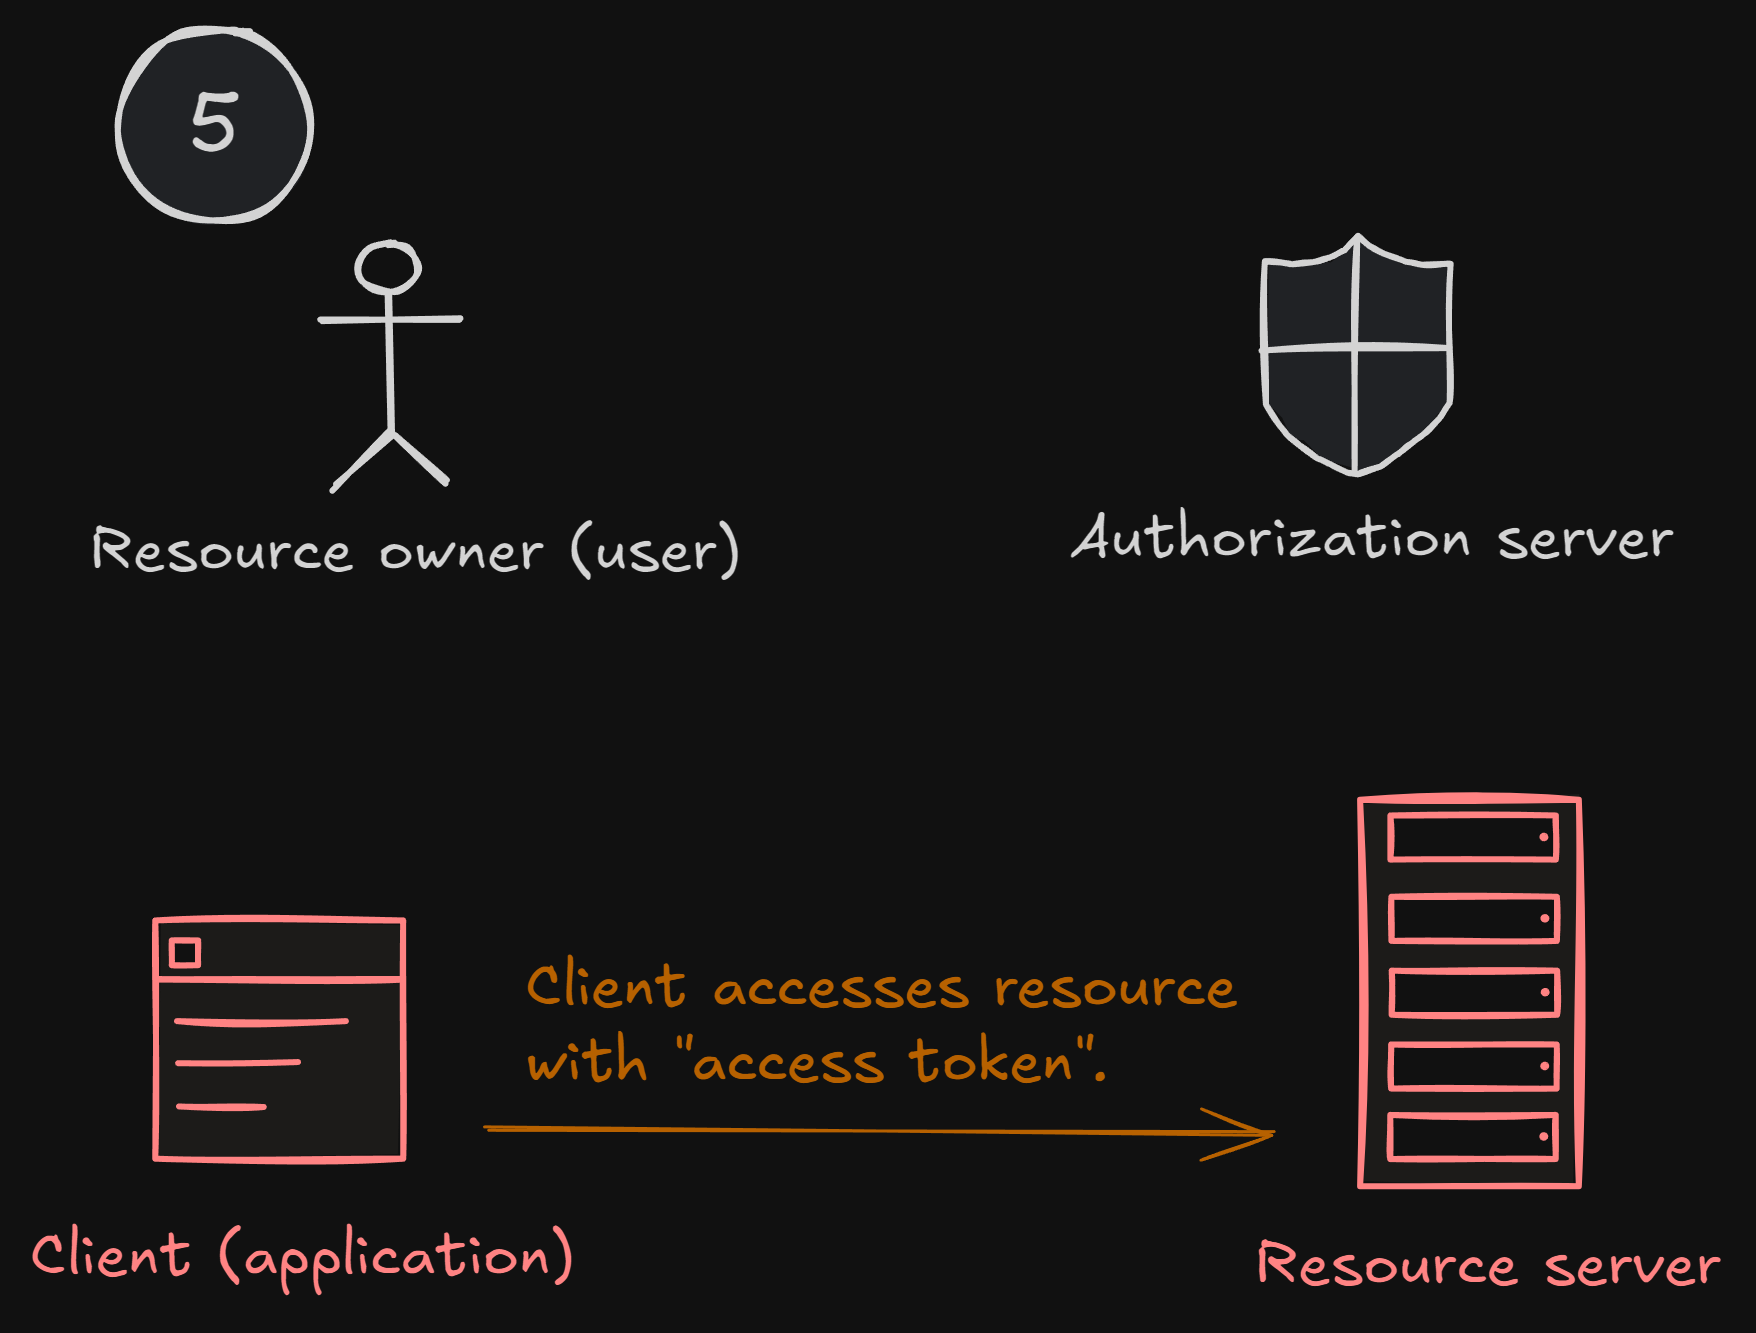 5
Resource owner (user)
Authorization server
Client accesses resource
with "access token".
Client (application)
Resource server